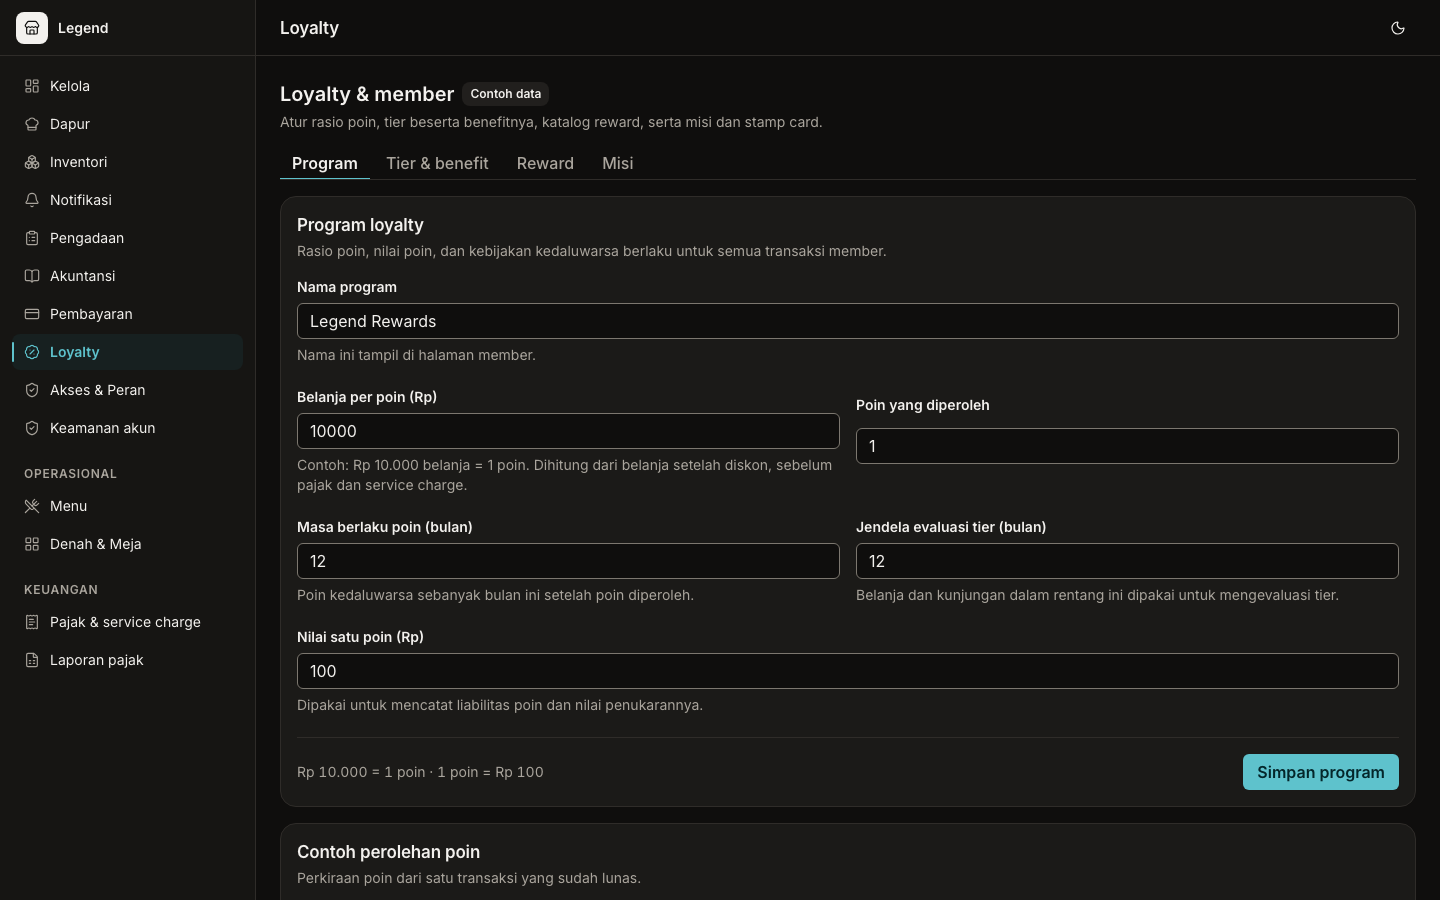 Legend
Loyalty
Kelola
Dapur
Inventori
Notifikasi
Pengadaan
Akuntansi
Pembayaran
Loyalty
Akses & Peran
Keamanan akun
OPERASIONAL
Menu
Denah & Meja
KEUANGAN
Pajak & service charge
Laporan pajak
Loyalty & member
Contoh data
Atur rasio poin, tier beserta benefitnya, katalog reward, serta misi dan stamp card.
Program
Tier & benefit
Reward
Misi
Program loyalty
Rasio poin, nilai poin, dan kebijakan kedaluwarsa berlaku untuk semua transaksi member.
Nama program
Legend Rewards
Nama ini tampil di halaman member.
Belanja per poin (Rp)
10000
Contoh: Rp 10.000 belanja = 1 poin. Dihitung dari belanja setelah diskon, sebelum
pajak dan service charge.
Poin yang diperoleh
1
Masa berlaku poin (bulan)
12
Poin kedaluwarsa sebanyak bulan ini setelah poin diperoleh.
Jendela evaluasi tier (bulan)
12
Belanja dan kunjungan dalam rentang ini dipakai untuk mengevaluasi tier.
Nilai satu poin (Rp)
100
Dipakai untuk mencatat liabilitas poin dan nilai penukarannya.
Rp 10.000 = 1 poin · 1 poin = Rp 100
Simpan program
Contoh perolehan poin
Perkiraan poin dari satu transaksi yang sudah lunas.